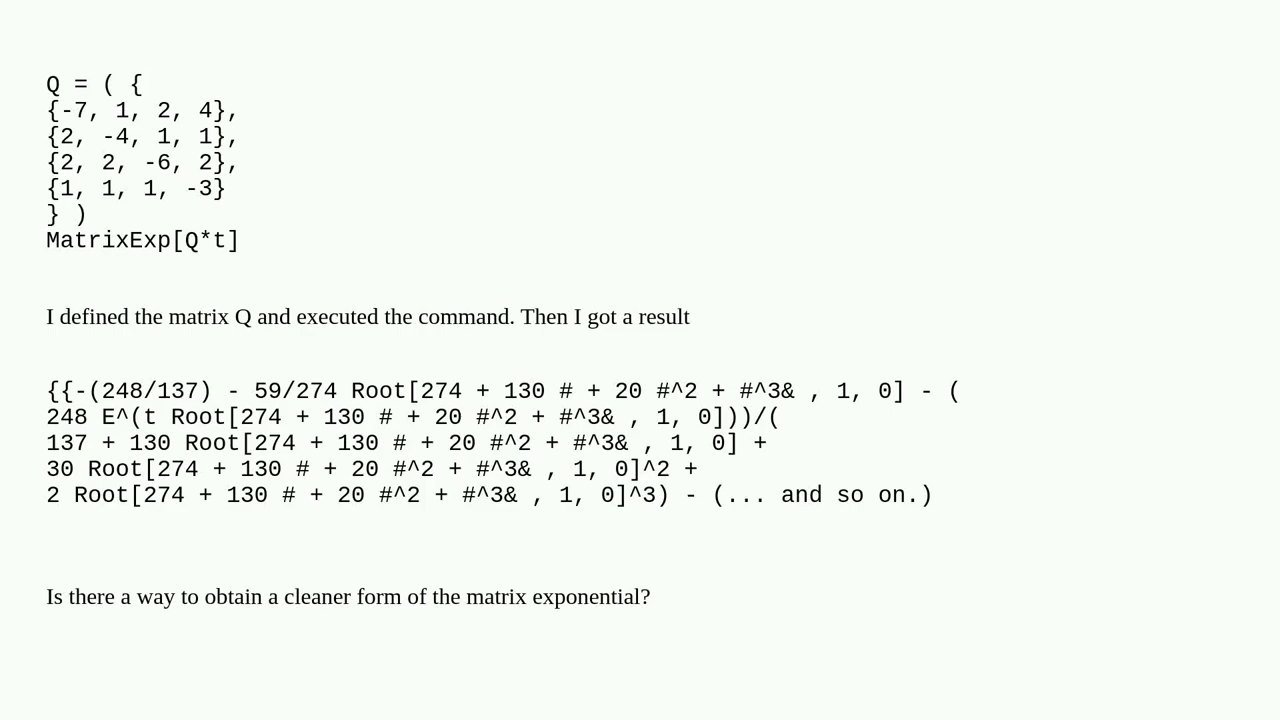 Q = ( {
{-7, 1, 2, 4},
{2, -4, 1, 1},
{2, 2, -6, 2},
{1, 1, 1, -3}
} )
MatrixExp[Q*t]
I defined the matrix Q and executed the command. Then I got a result
{{-(248/137) - 59/274 Root[274 + 130 # + 20 #^2 + #^3& , 1, 0] - (
248 E^(t Root[274 + 130 # + 20 #^2 + #^3& , 1, 0]))/(
137 + 130 Root[274 + 130 # + 20 #^2 + #^3& , 1, 0] +
30 Root[274 + 130 # + 20 #^2 + #^3& , 1, 0]^2 +
2 Root[274 + 130 # + 20 #^2 + #^3& , 1, 0]^3) - (... and so on.)
Is there a way to obtain a cleaner form of the matrix exponential?